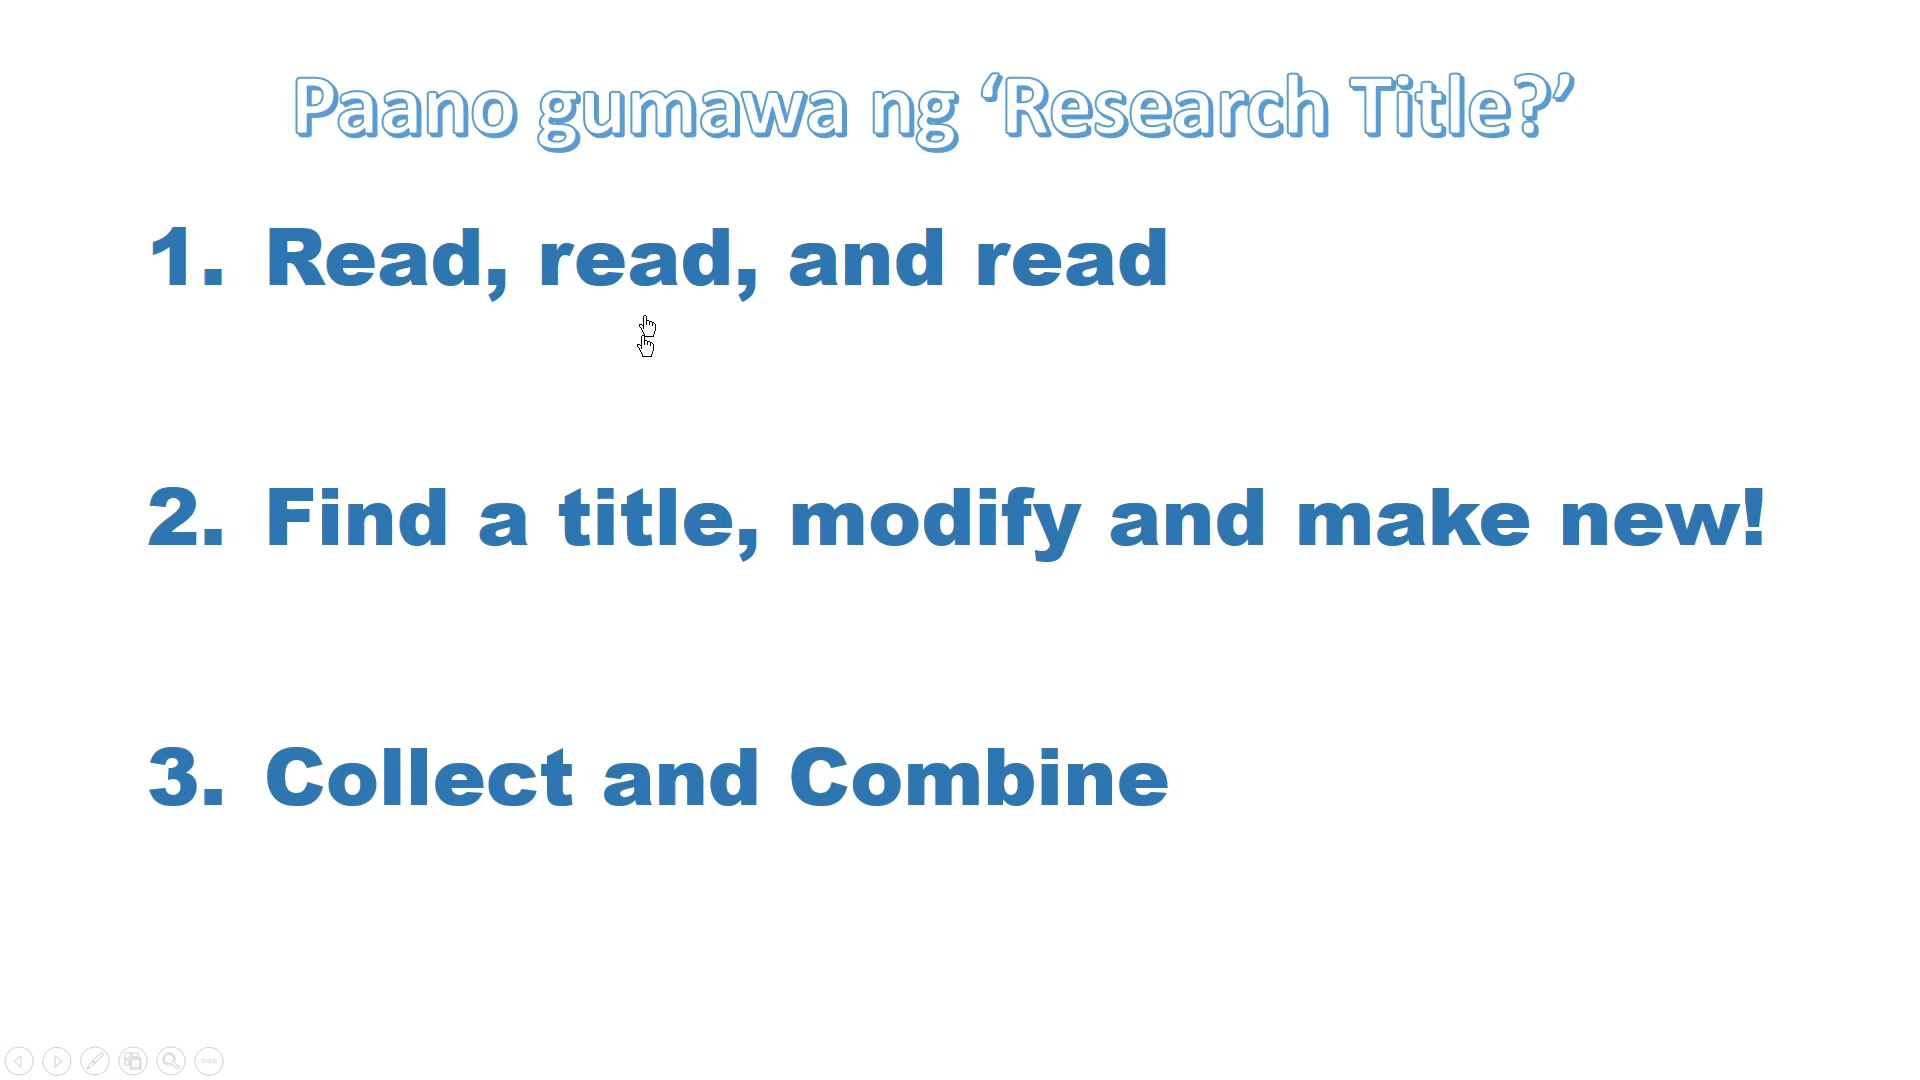 Paano gumawa ng ‘Research Title?’
1. Read, read, and read
2. Find a title, modify and make new!
3. Collect and Combine